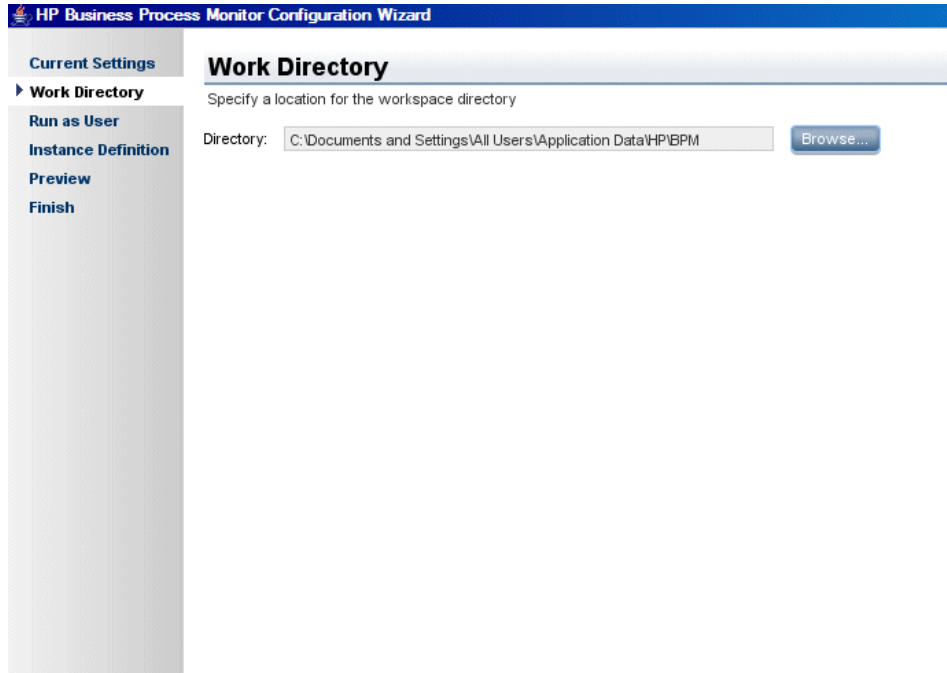 HP Business Process Monitor Configuration Wizard
Current Settings
Work Directory
Run as User
Instance Definition
Preview
Finish
Work Directory
Specify a location for the workspace directory
Directory: C:\Documents and Settings\All Users\Application Data\HP\BPM Browse...